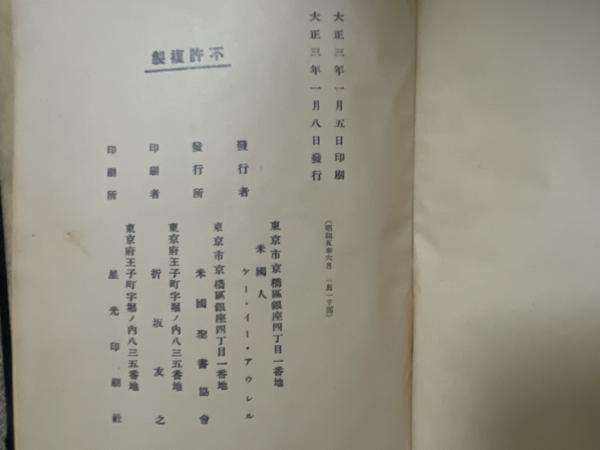 大正三年一月五日印刷
大正三年一月八日發行
(昭和五年六月 一萬一千部)
不許複製
發行者
東京市京橋區銀座四丁目一番地
米國人
ケー・イー・アウレル
發行所
東京市京橋區銀座四丁目一番地
米國聖書協會
印刷者
東京府王子町字堀ノ內八三五番地
折坂友之
印刷所
東京府王子町字堀ノ內八三五番地
星光印刷社